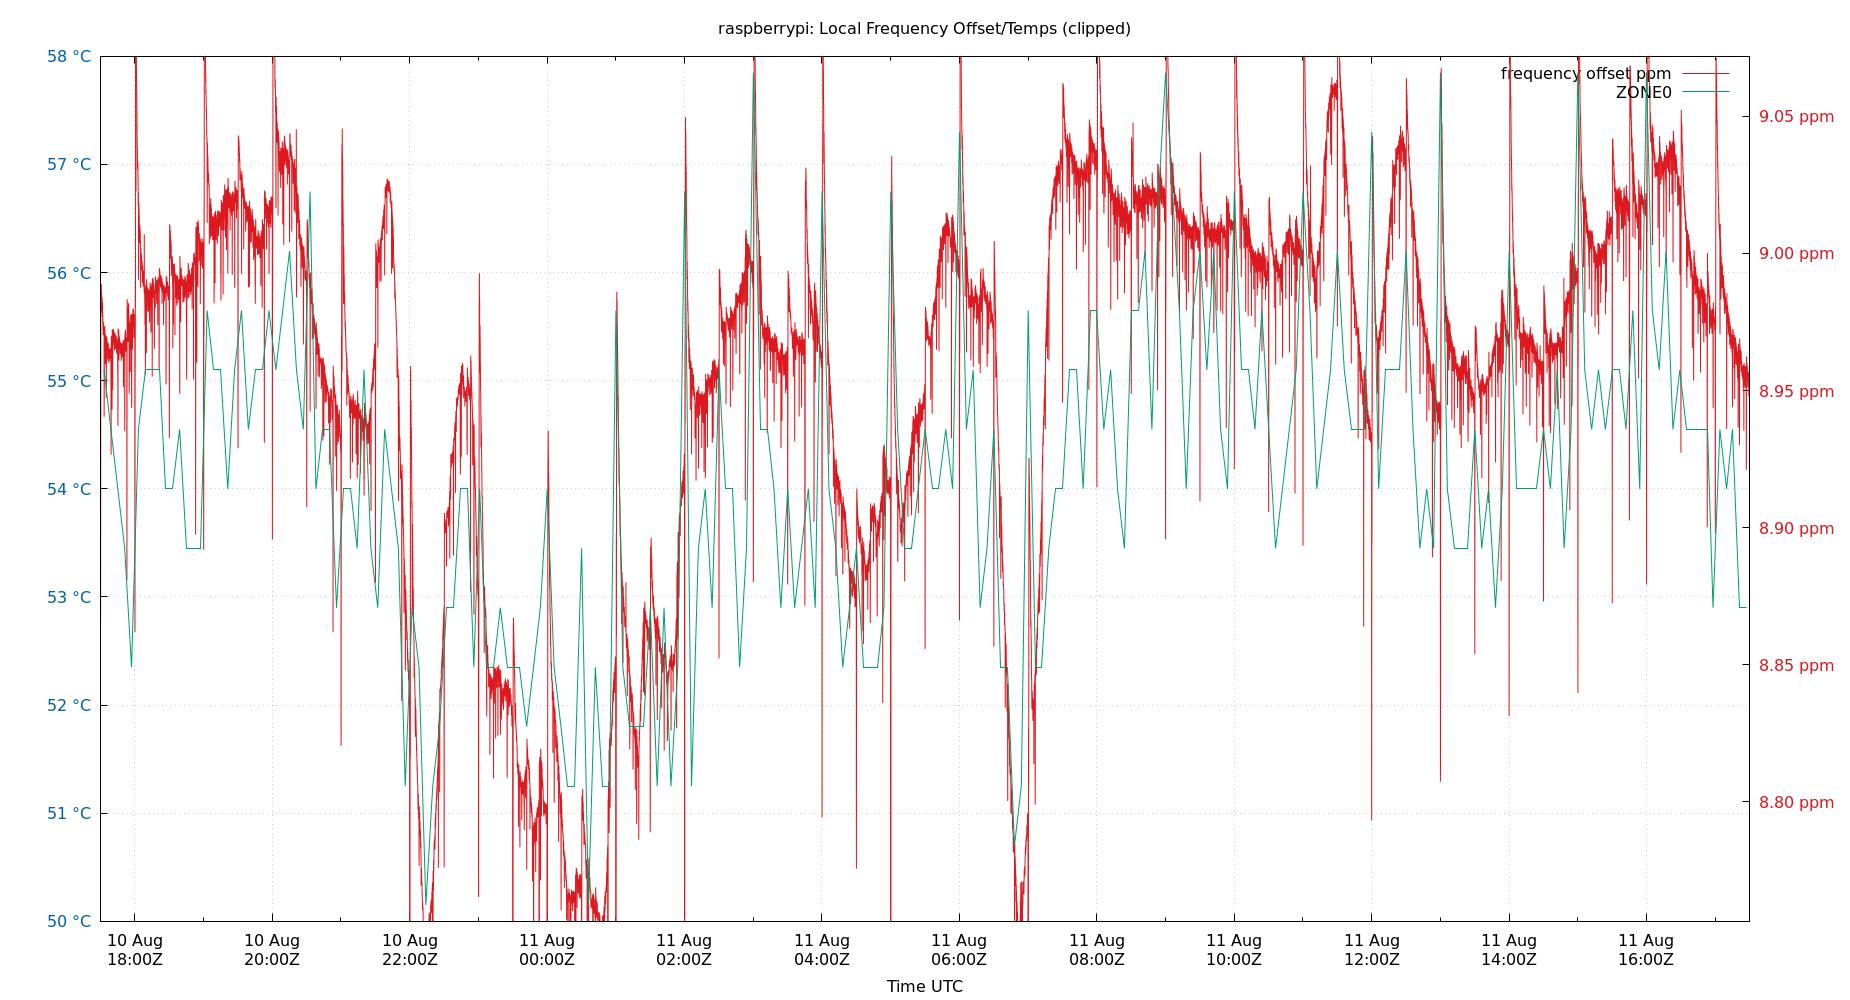 raspberrypi: Local Frequency Offset/Temps (clipped)
58 °C
57 °C
56 °C
55 °C
54 °C
53 °C
52 °C
51 °C
50 °C
frequency offset ppm
ZONE0
9.05 ppm
9.00 ppm
8.95 ppm
8.90 ppm
8.85 ppm
8.80 ppm
10 Aug 10 Aug 10 Aug 11 Aug 11 Aug 11 Aug 11 Aug 11 Aug 11 Aug 11 Aug 11 Aug 11 Aug
18:00Z 20:00Z 22:00Z 00:00Z 02:00Z 04:00Z 06:00Z 08:00Z 10:00Z 12:00Z 14:00Z 16:00Z
Time UTC